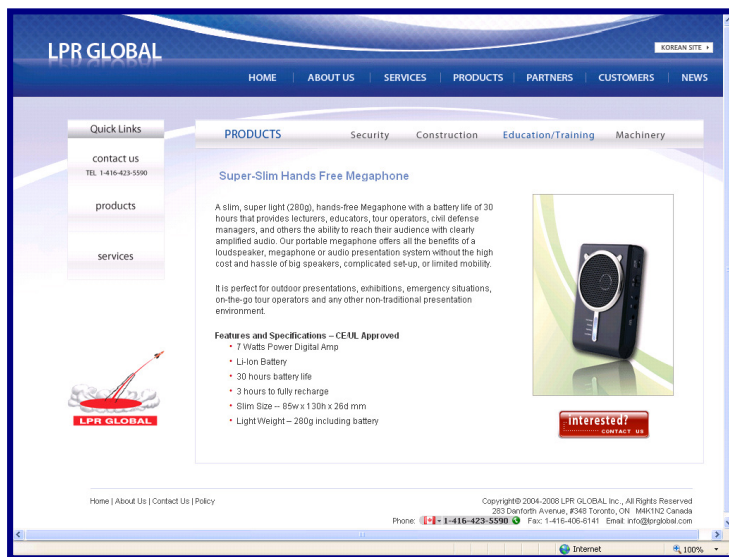 LPR GLOBAL
KOREAN SITE
HOME ABOUT US SERVICES PRODUCTS PARTNERS CUSTOMERS NEWS
Quick Links
contact us
TEL 1-416-423-5590
products
services
LPR GLOBAL
PRODUCTS Security Construction Education/Training Machinery
Super-Slim Hands Free Megaphone
A slim, super light (280g), hands-free Megaphone with a battery life of 30
hours that provides lecturers, educators, tour operators, civil defense
managers, and others the ability to reach their audience with clearly
amplified audio. Our portable megaphone offers all the benefits of a
loudspeaker, megaphone or audio presentation system without the high
cost and hassle of big speakers, complicated set-up, or limited mobility.
It is perfect for outdoor presentations, exhibitions, emergency situations,
on-the-go tour operators and any other non-traditional presentation
environment.
Features and Specifications – CE/UL Approved
• 7 Watts Power Digital Amp
• Li-Ion Battery
• 30 hours battery life
• 3 hours to fully recharge
• Slim Size -- 85w x 130h x 26d mm
• Light Weight – 280g including battery
interested?
CONTACT US
Home | About Us | Contact Us | Policy
Copyright© 2004-2008 LPR GLOBAL Inc., All Rights Reserved
283 Danforth Avenue, #348 Toronto, ON M4K1N2 Canada
Phone: 1-416-423-5590 Fax: 1-416-406-6141 Email: info@lprglobal.com
Internet 100%